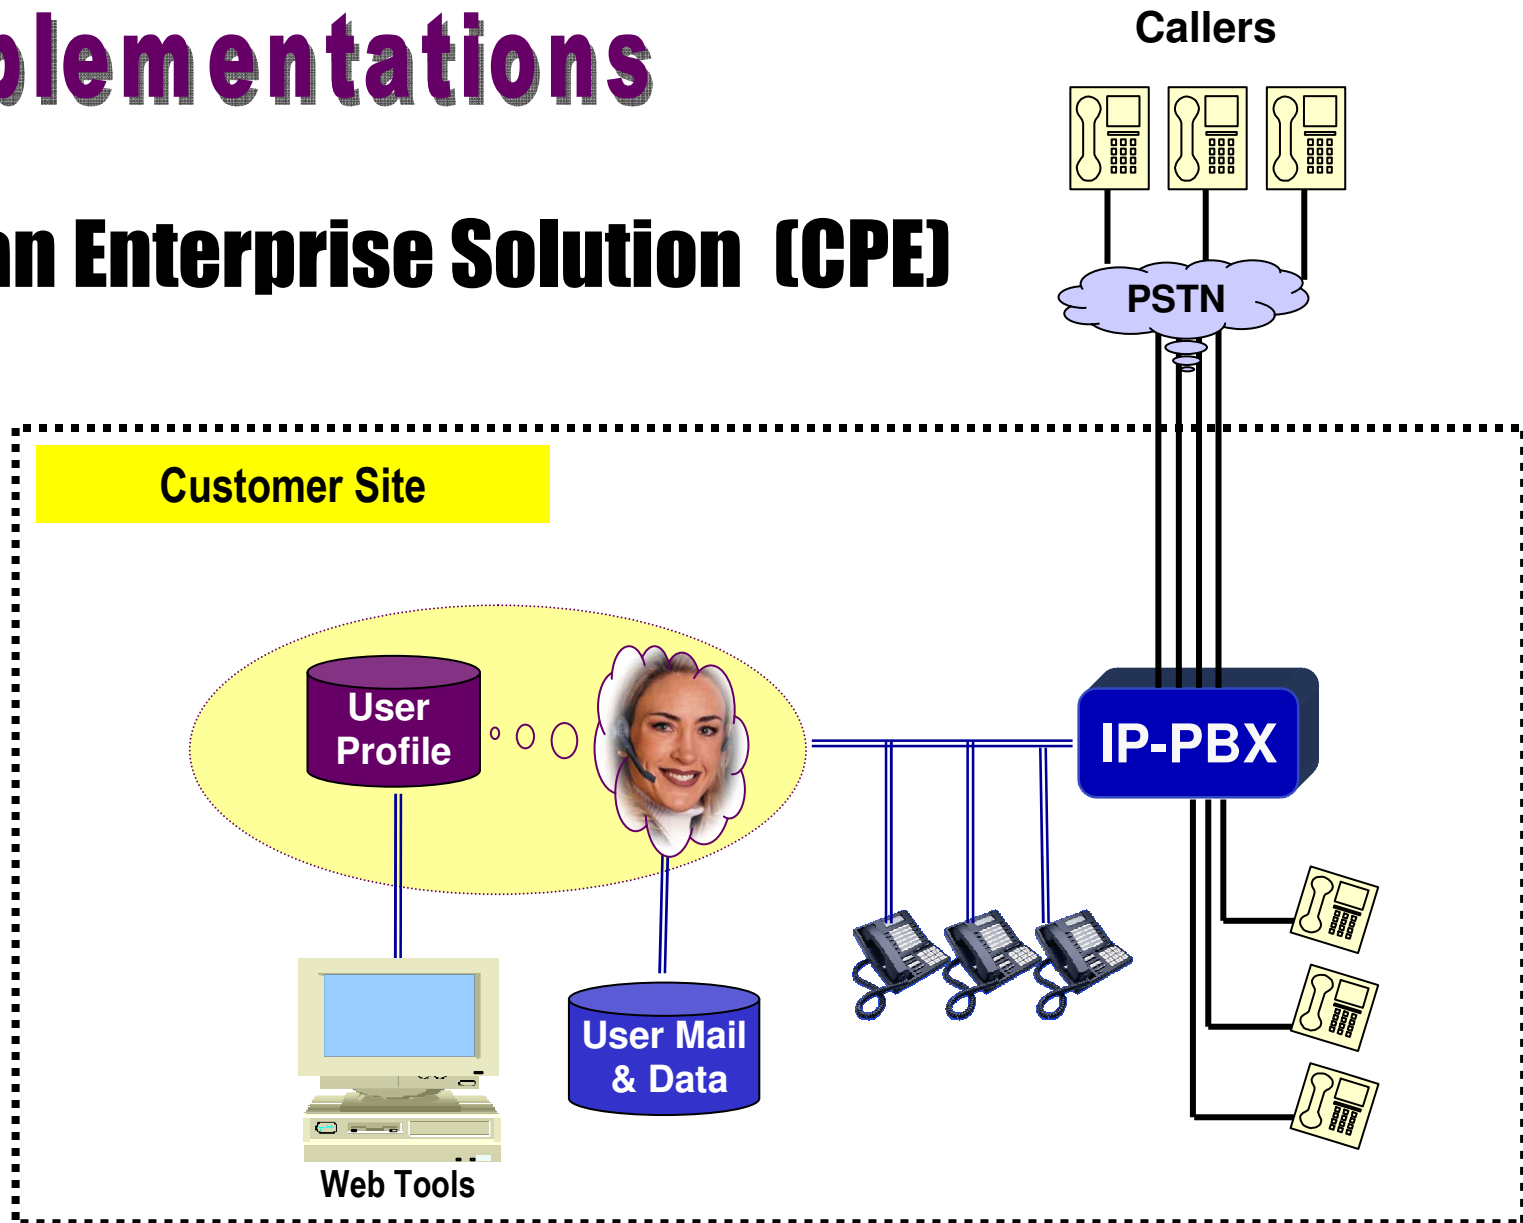 plementations
an Enterprise Solution (CPE)
Callers
PSTN
Customer Site
User
Profile
IP-PBX
User Mail
& Data
Web Tools